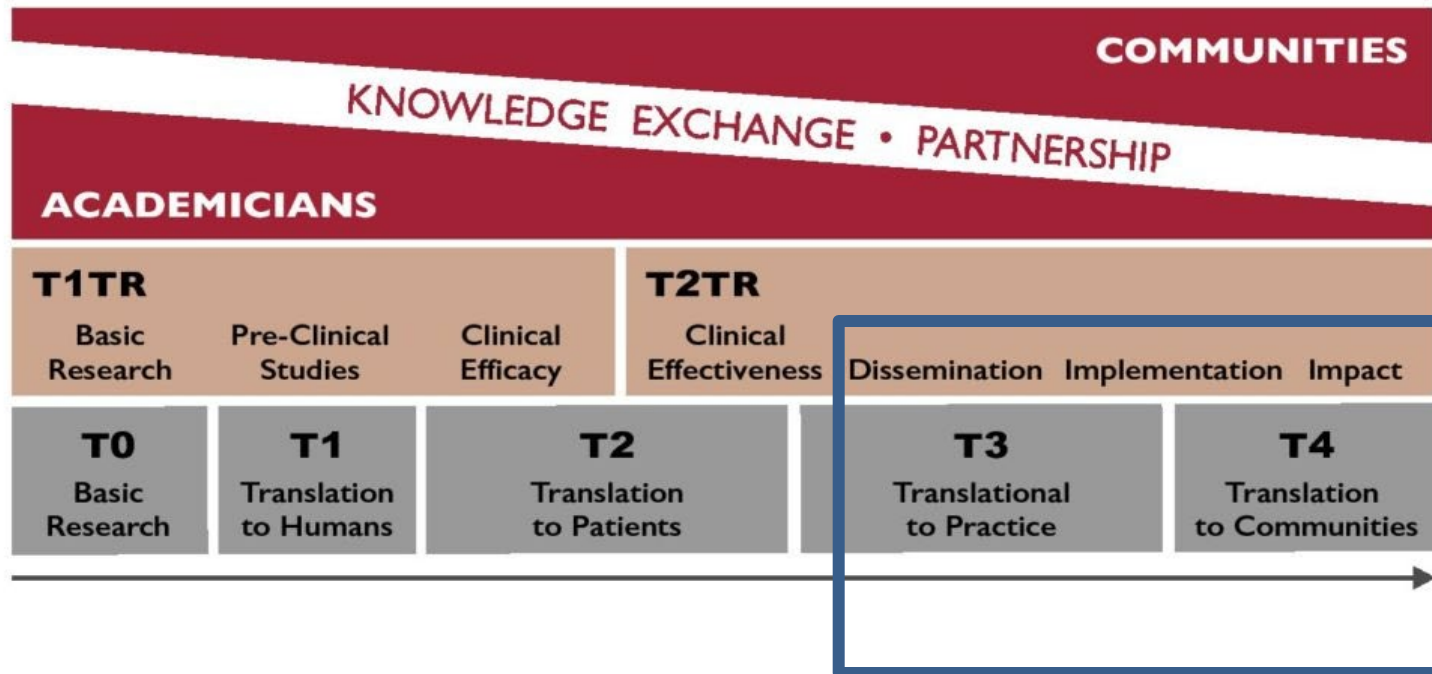 COMMUNITIES
KNOWLEDGE EXCHANGE • PARTNERSHIP
ACADEMICIANS
T1TR
Basic
Research
Pre-Clinical
Studies
Clinical
Efficacy
T2TR
Clinical
Effectiveness
Dissemination
Implementation
Impact
T0
Basic
Research
T1
Translation
to Humans
T2
Translation
to Patients
T3
Translational
to Practice
T4
Translation
to Communities